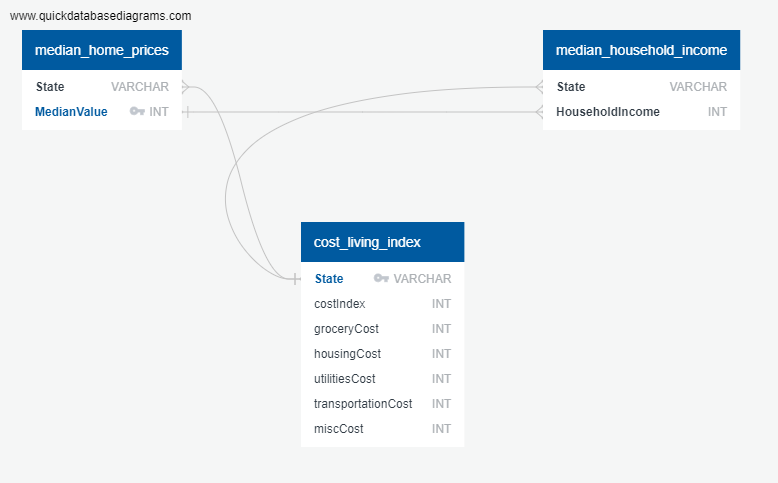 www.quickdatabasediagrams.com
median_home_prices
State VARCHAR
MedianValue INT
median_household_income
State VARCHAR
HouseholdIncome INT
cost_living_index
State VARCHAR
costIndex INT
groceryCost INT
housingCost INT
utilitiesCost INT
transportationCost INT
miscCost INT